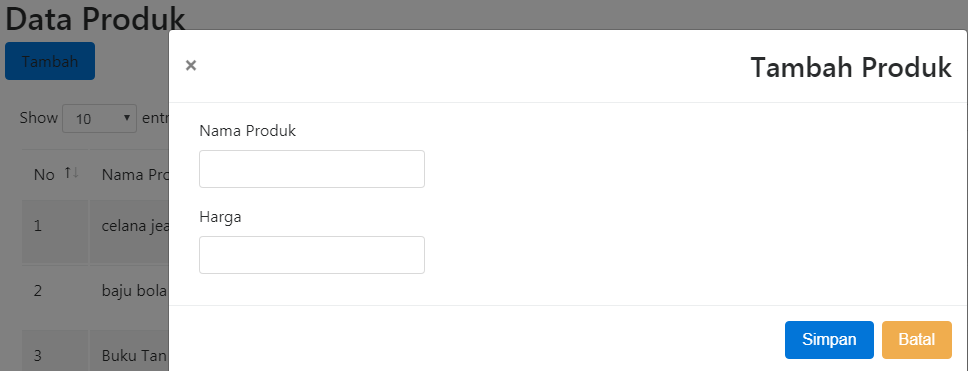 Data Produk
Tambah
× Tambah Produk
Show 10 entr
Nama Produk
No Nama Pro
Harga
1 celana jea
2 baju bola
3 Buku Tan
Simpan Batal